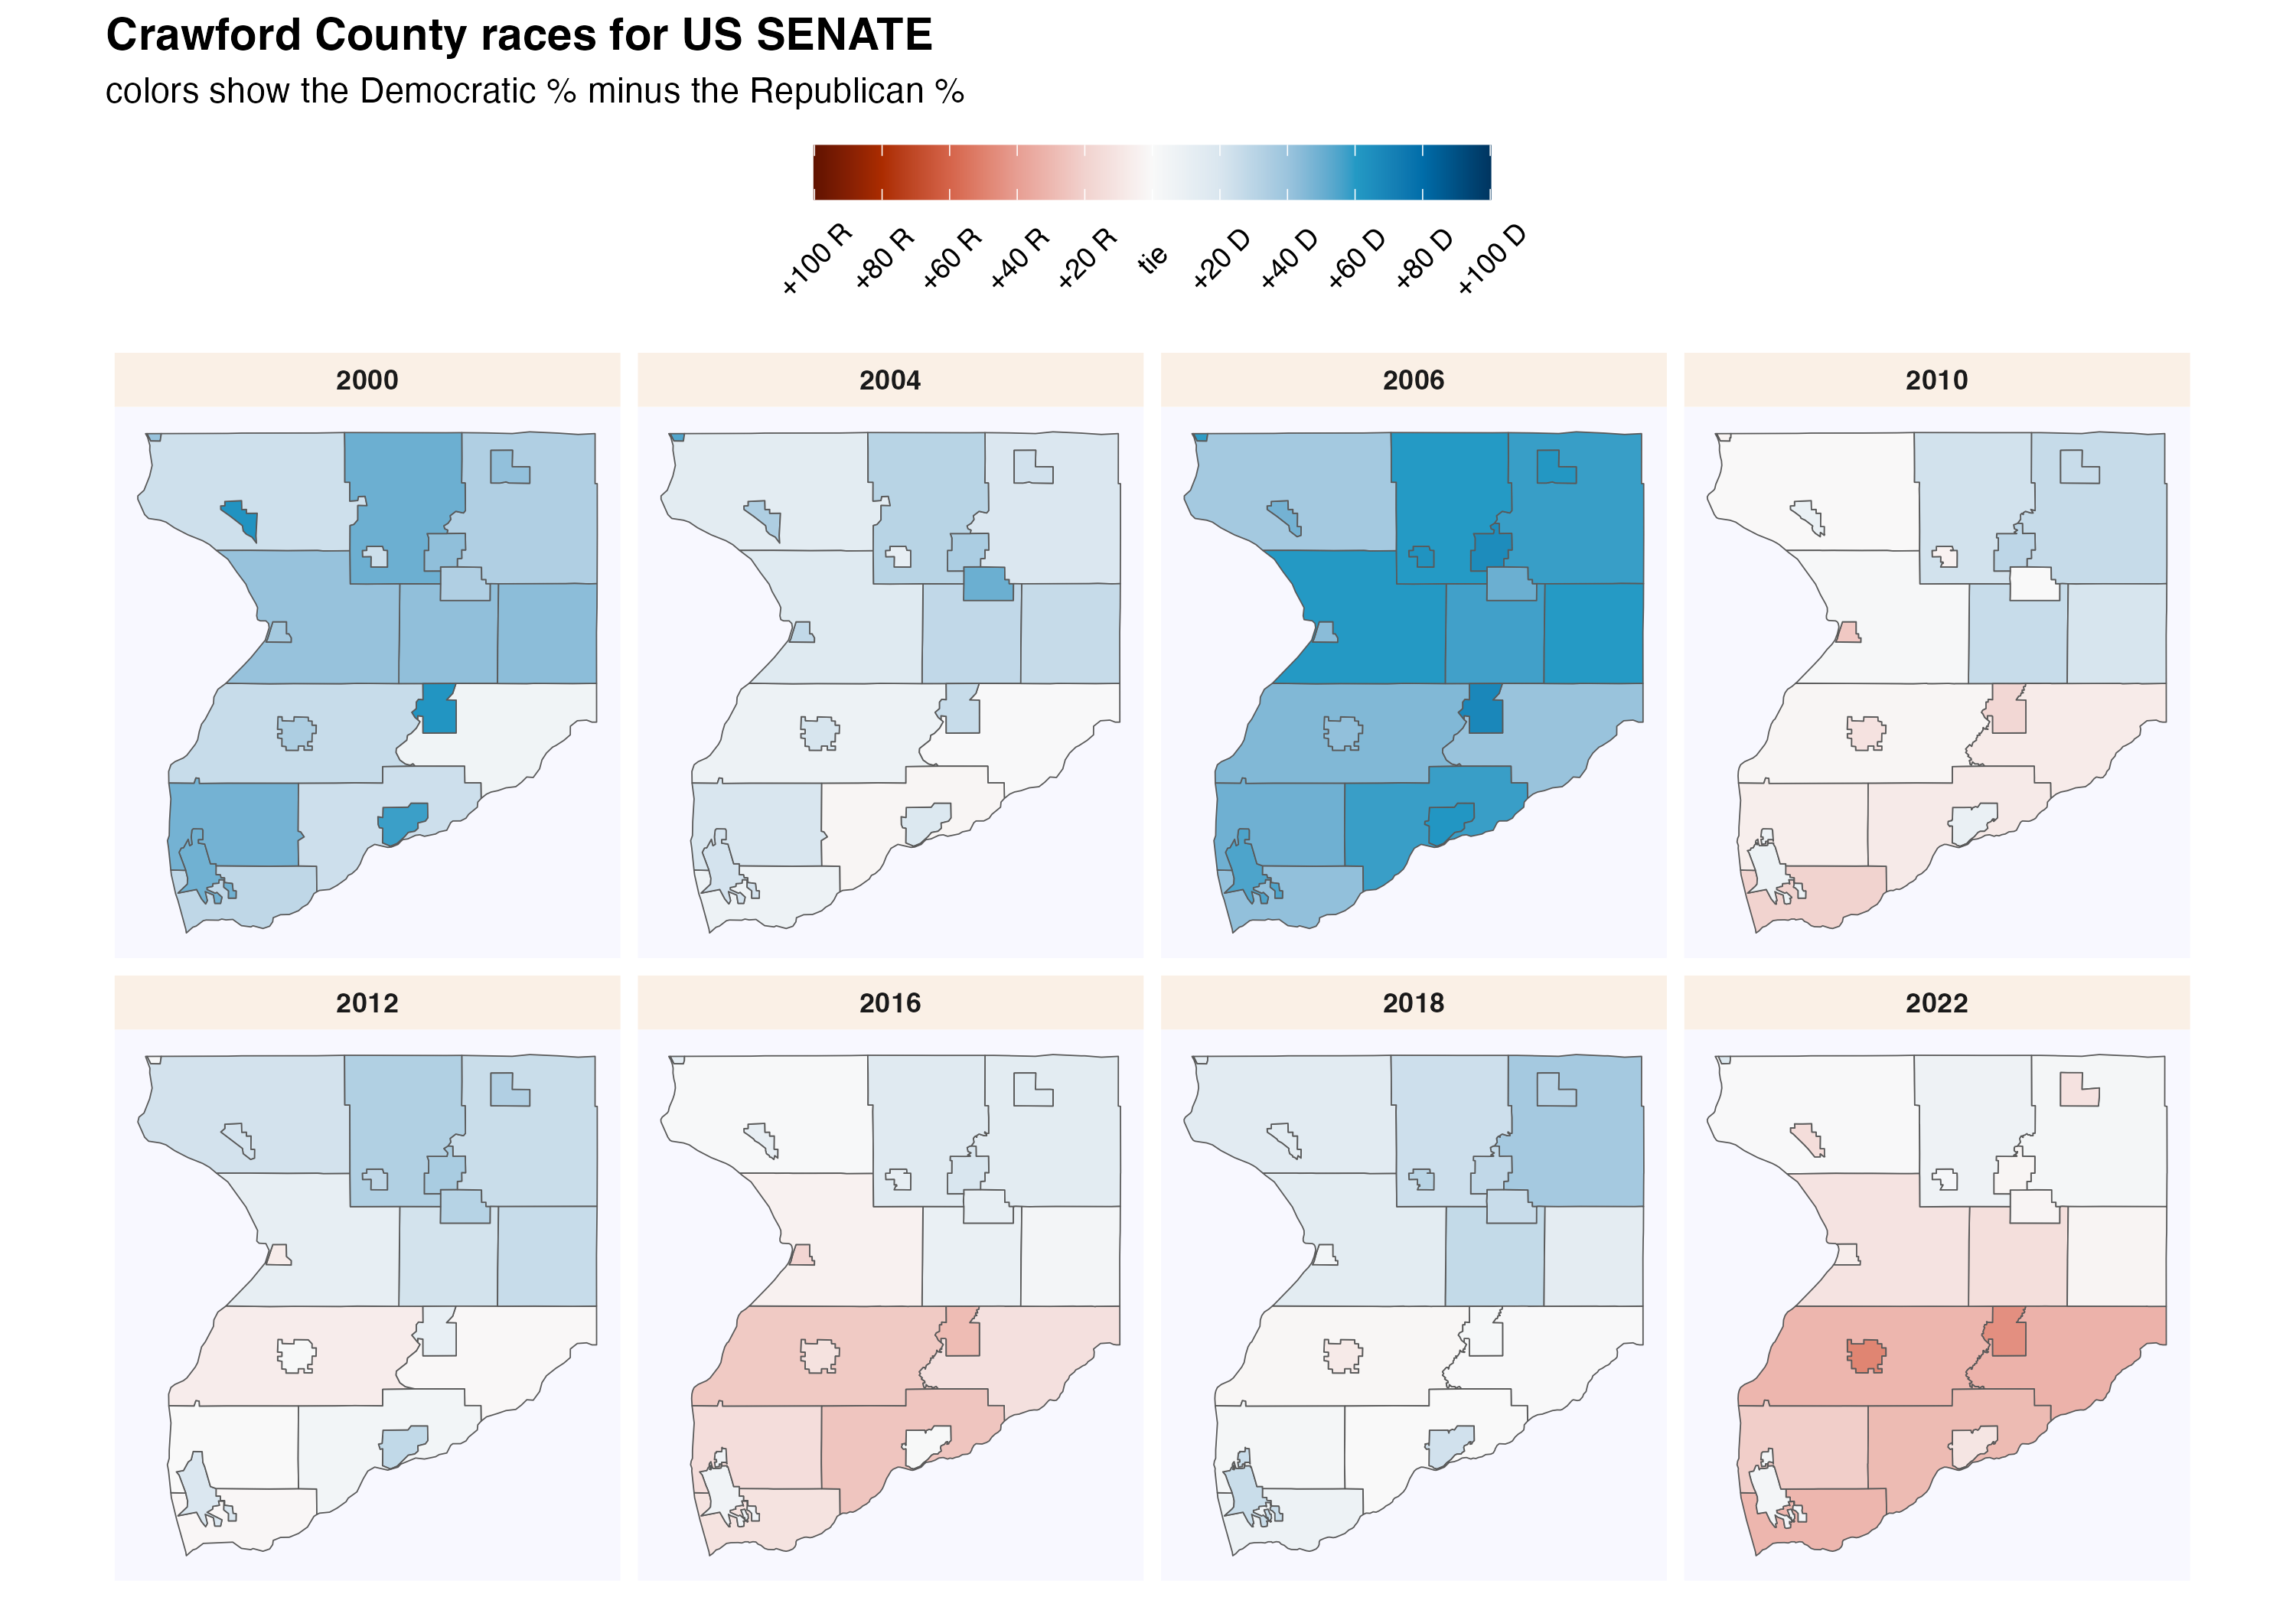 Crawford County races for US SENATE
colors show the Democratic % minus the Republican %
+100 R +80 R +60 R +40 R +20 R tie +20 D +40 D +60 D +80 D +100 D
2000 2004 2006 2010
2012 2016 2018 2022